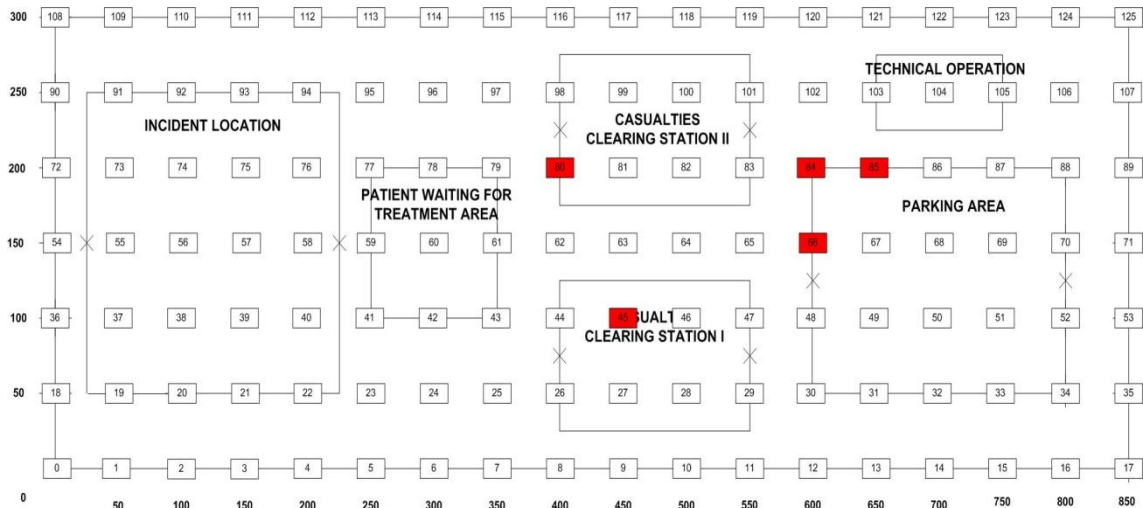 300 108 109 110 111 112 113 114 115 116 117 118 119 120 121 122 123 124 125
TECHNICAL OPERATION
250 90 91 92 93 94 95 96 97 98 99 100 101 102 103 104 105 106 107
INCIDENT LOCATION
CASUALTIES
CLEARING STATION II
200 72 73 74 75 76 77 78 79 80 81 82 83 84 85 86 87 88 89
PATIENT WAITING FOR
TREATMENT AREA
PARKING AREA
150 54 55 56 57 58 59 60 61 62 63 64 65 66 67 68 69 70 71
100 36 37 38 39 40 41 42 43 44 45 46 47 48 49 50 51 52 53
CLEARING STATION I
50 18 19 20 21 22 23 24 25 26 27 28 29 30 31 32 33 34 35
0 1 2 3 4 5 6 7 8 9 10 11 12 13 14 15 16 17
0 50 100 150 200 250 300 350 400 450 500 550 600 650 700 750 800 850